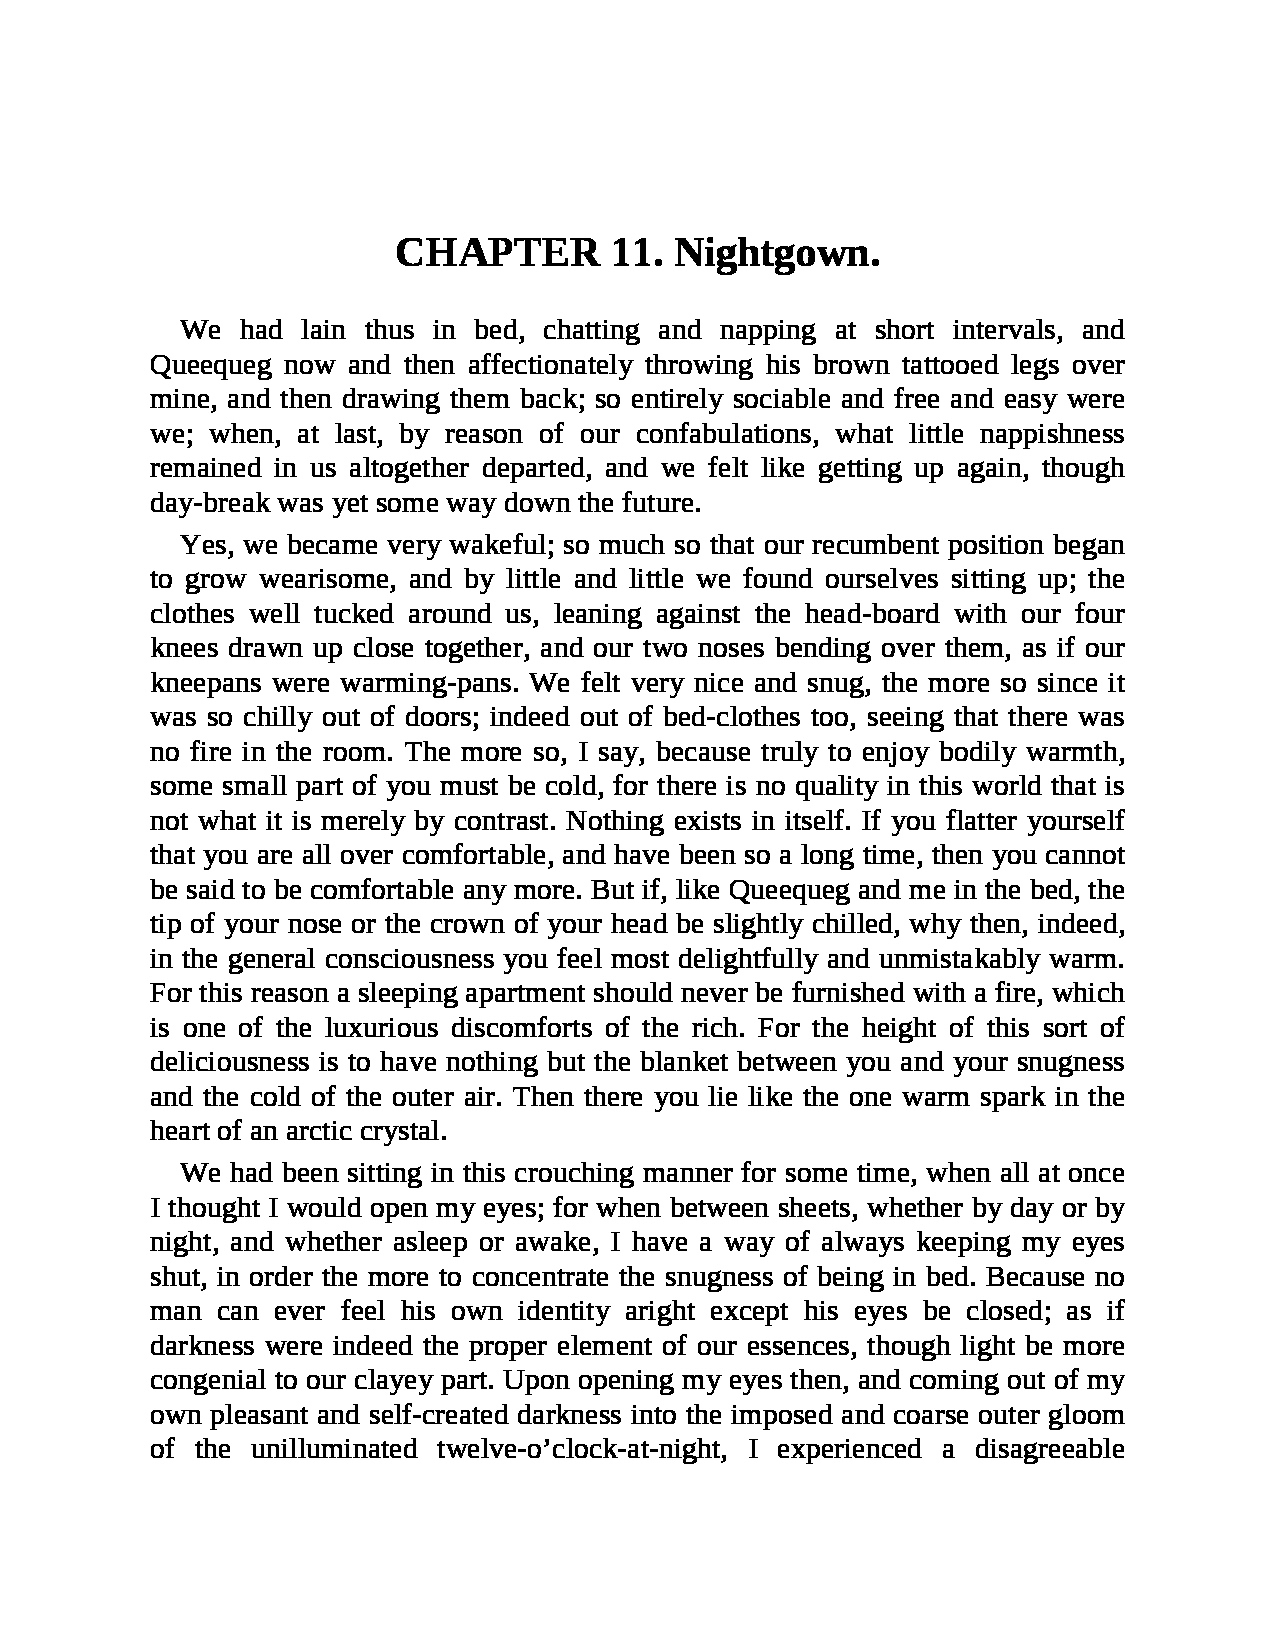 CHAPTER 11. Nightgown.
We had lain thus in bed, chatting and napping at short intervals, and
Queequeg now and then affectionately throwing his brown tattooed legs over
mine, and then drawing them back; so entirely sociable and free and easy were
we; when, at last, by reason of our confabulations, what little nappishness
remained in us altogether departed, and we felt like getting up again, though
day-break was yet some way down the future.
Yes, we became very wakeful; so much so that our recumbent position began
to grow wearisome, and by little and little we found ourselves sitting up; the
clothes well tucked around us, leaning against the head-board with our four
knees drawn up close together, and our two noses bending over them, as if our
kneepans were warming-pans. We felt very nice and snug, the more so since it
was so chilly out of doors; indeed out of bed-clothes too, seeing that there was
no fire in the room. The more so, I say, because truly to enjoy bodily warmth,
some small part of you must be cold, for there is no quality in this world that is
not what it is merely by contrast. Nothing exists in itself. If you flatter yourself
that you are all over comfortable, and have been so a long time, then you cannot
be said to be comfortable any more. But if, like Queequeg and me in the bed, the
tip of your nose or the crown of your head be slightly chilled, why then, indeed,
in the general consciousness you feel most delightfully and unmistakably warm.
For this reason a sleeping apartment should never be furnished with a fire, which
is one of the luxurious discomforts of the rich. For the height of this sort of
deliciousness is to have nothing but the blanket between you and your snugness
and the cold of the outer air. Then there you lie like the one warm spark in the
heart of an arctic crystal.
We had been sitting in this crouching manner for some time, when all at once
I thought I would open my eyes; for when between sheets, whether by day or by
night, and whether asleep or awake, I have a way of always keeping my eyes
shut, in order the more to concentrate the snugness of being in bed. Because no
man can ever feel his own identity aright except his eyes be closed; as if
darkness were indeed the proper element of our essences, though light be more
congenial to our clayey part. Upon opening my eyes then, and coming out of my
own pleasant and self-created darkness into the imposed and coarse outer gloom
of the unilluminated twelve-o’clock-at-night, I experienced a disagreeable